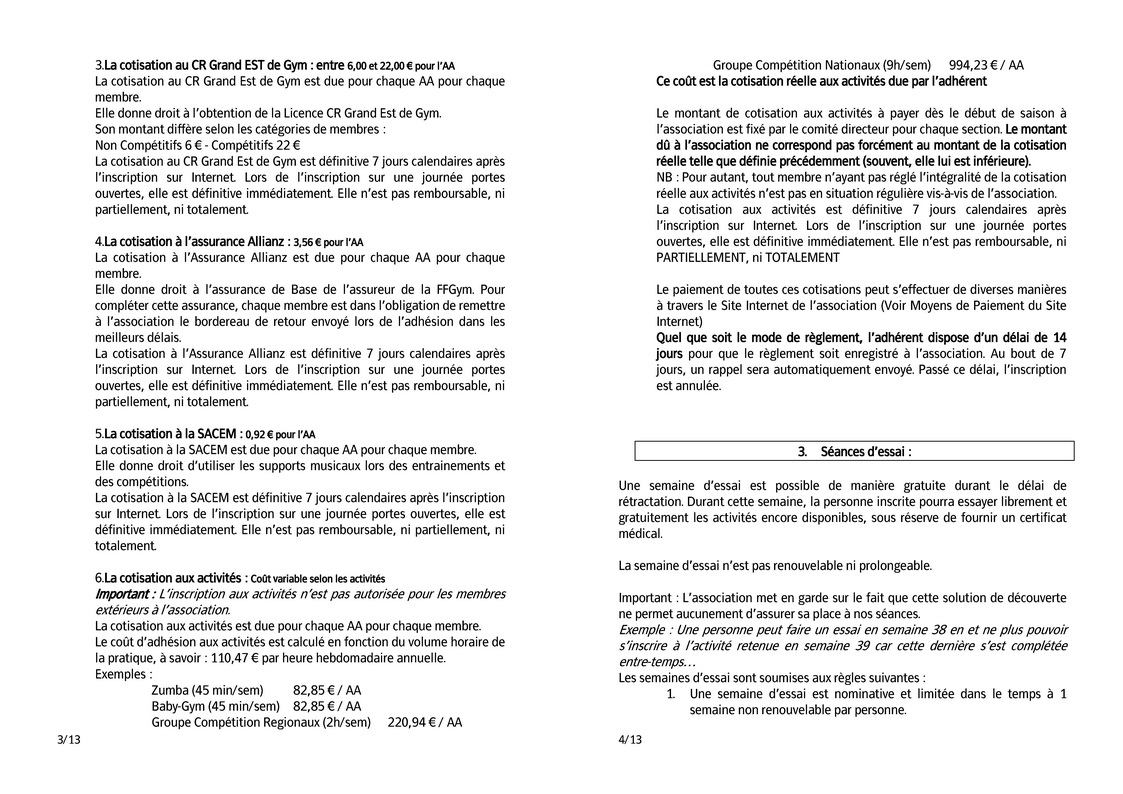 3.La cotisation au CR Grand EST de Gym : entre 6,00 et 22,00 € pour l’AA
La cotisation au CR Grand Est de Gym est due pour chaque AA pour chaque
membre.
Elle donne droit à l’obtention de la Licence CR Grand Est de Gym.
Son montant diffère selon les catégories de membres :
Non Compétitifs 6 € - Compétitifs 22 €
La cotisation au CR Grand Est de Gym est définitive 7 jours calendaires après
l’inscription sur Internet. Lors de l’inscription sur une journée portes
ouvertes, elle est définitive immédiatement. Elle n’est pas remboursable, ni
partiellement, ni totalement.
4.La cotisation à l’assurance Allianz : 3,56 € pour l’AA
La cotisation à l’Assurance Allianz est due pour chaque AA pour chaque
membre.
Elle donne droit à l’assurance de Base de l’assureur de la FFGym. Pour
compléter cette assurance, chaque membre est dans l’obligation de remettre
à l’association le bordereau de retour envoyé lors de l’adhésion dans les
meilleurs délais.
La cotisation à l’Assurance Allianz est définitive 7 jours calendaires après
l’inscription sur Internet. Lors de l’inscription sur une journée portes
ouvertes, elle est définitive immédiatement. Elle n’est pas remboursable, ni
partiellement, ni totalement.
5.La cotisation à la SACEM : 0,92 € pour l’AA
La cotisation à la SACEM est due pour chaque AA pour chaque membre.
Elle donne droit d’utiliser les supports musicaux lors des entrainements et
des compétitions.
La cotisation à la SACEM est définitive 7 jours calendaires après l’inscription
sur Internet. Lors de l’inscription sur une journée portes ouvertes, elle est
définitive immédiatement. Elle n’est pas remboursable, ni partiellement, ni
totalement.
6.La cotisation aux activités : Coût variable selon les activités
Important : L’inscription aux activités n’est pas autorisée pour les membres
extérieurs à l’association.
La cotisation aux activités est due pour chaque AA pour chaque membre.
Le coût d’adhésion aux activités est calculé en fonction du volume horaire de
la pratique, à savoir : 110,47 € par heure hebdomadaire annuelle.
Exemples :
Zumba (45 min/sem) 82,85 € / AA
Baby-Gym (45 min/sem) 82,85 € / AA
Groupe Compétition Regionaux (2h/sem) 220,94 € / AA
3/13
Groupe Compétition Nationaux (9h/sem) 994,23 € / AA
Ce coût est la cotisation réelle aux activités due par l’adhérent
Le montant de cotisation aux activités à payer dès le début de saison à
l’association est fixé par le comité directeur pour chaque section. Le montant
dû à l’association ne correspond pas forcément au montant de la cotisation
réelle telle que définie précédemment (souvent, elle lui est inférieure).
NB : Pour autant, tout membre n’ayant pas réglé l’intégralité de la cotisation
réelle aux activités n’est pas en situation régulière vis-à-vis de l’association.
La cotisation aux activités est définitive 7 jours calendaires après
l’inscription sur Internet. Lors de l’inscription sur une journée portes
ouvertes, elle est définitive immédiatement. Elle n’est pas remboursable, ni
PARTIELLEMENT, ni TOTALEMENT
Le paiement de toutes ces cotisations peut s’effectuer de diverses manières
à travers le Site Internet de l’association (Voir Moyens de Paiement du Site
Internet)
Quel que soit le mode de règlement, l’adhérent dispose d’un délai de 14
jours pour que le règlement soit enregistré à l’association. Au bout de 7
jours, un rappel sera automatiquement envoyé. Passé ce délai, l’inscription
est annulée.
3. Séances d’essai :
Une semaine d’essai est possible de manière gratuite durant le délai de
rétractation. Durant cette semaine, la personne inscrite pourra essayer librement et
gratuitement les activités encore disponibles, sous réserve de fournir un certificat
médical.
La semaine d’essai n’est pas renouvelable ni prolongeable.
Important : L’association met en garde sur le fait que cette solution de découverte
ne permet aucunement d’assurer sa place à nos séances.
Exemple : Une personne peut faire un essai en semaine 38 en et ne plus pouvoir
s’inscrire à l’activité retenue en semaine 39 car cette dernière s’est complétée
entre-temps…
Les semaines d’essai sont soumises aux règles suivantes :
1. Une semaine d’essai est nominative et limitée dans le temps à 1
semaine non renouvelable par personne.
4/13